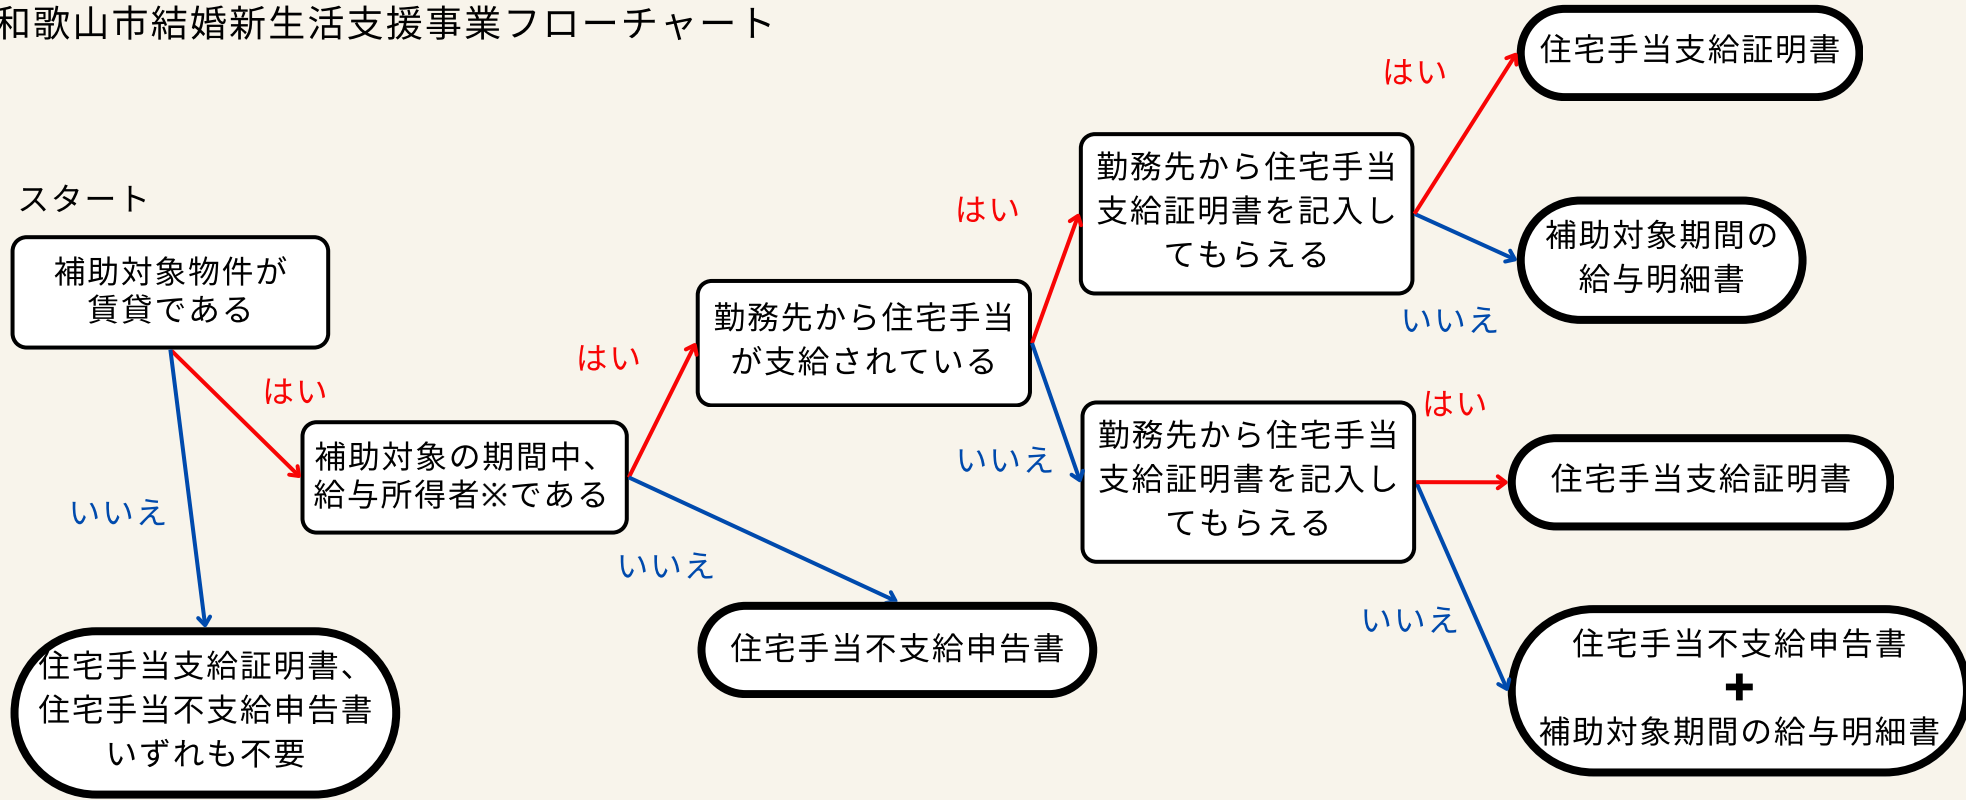 和歌山市結婚新生活支援事業フローチャート
スタート
補助対象物件が
賃貸である
はい
いいえ
住宅手当支給証明書、
住宅手当不支給申告書
いずれも不要
補助対象の期間中、
給与所得者※である
はい
いいえ
住宅手当不支給申告書
勤務先から住宅手当
が支給されている
はい
いいえ
勤務先から住宅手当
支給証明書を記入し
てもらえる
はい
いいえ
住宅手当支給証明書
補助対象期間の
給与明細書
勤務先から住宅手当
支給証明書を記入し
てもらえる
はい
いいえ
住宅手当支給証明書
住宅手当不支給申告書
+
補助対象期間の給与明細書